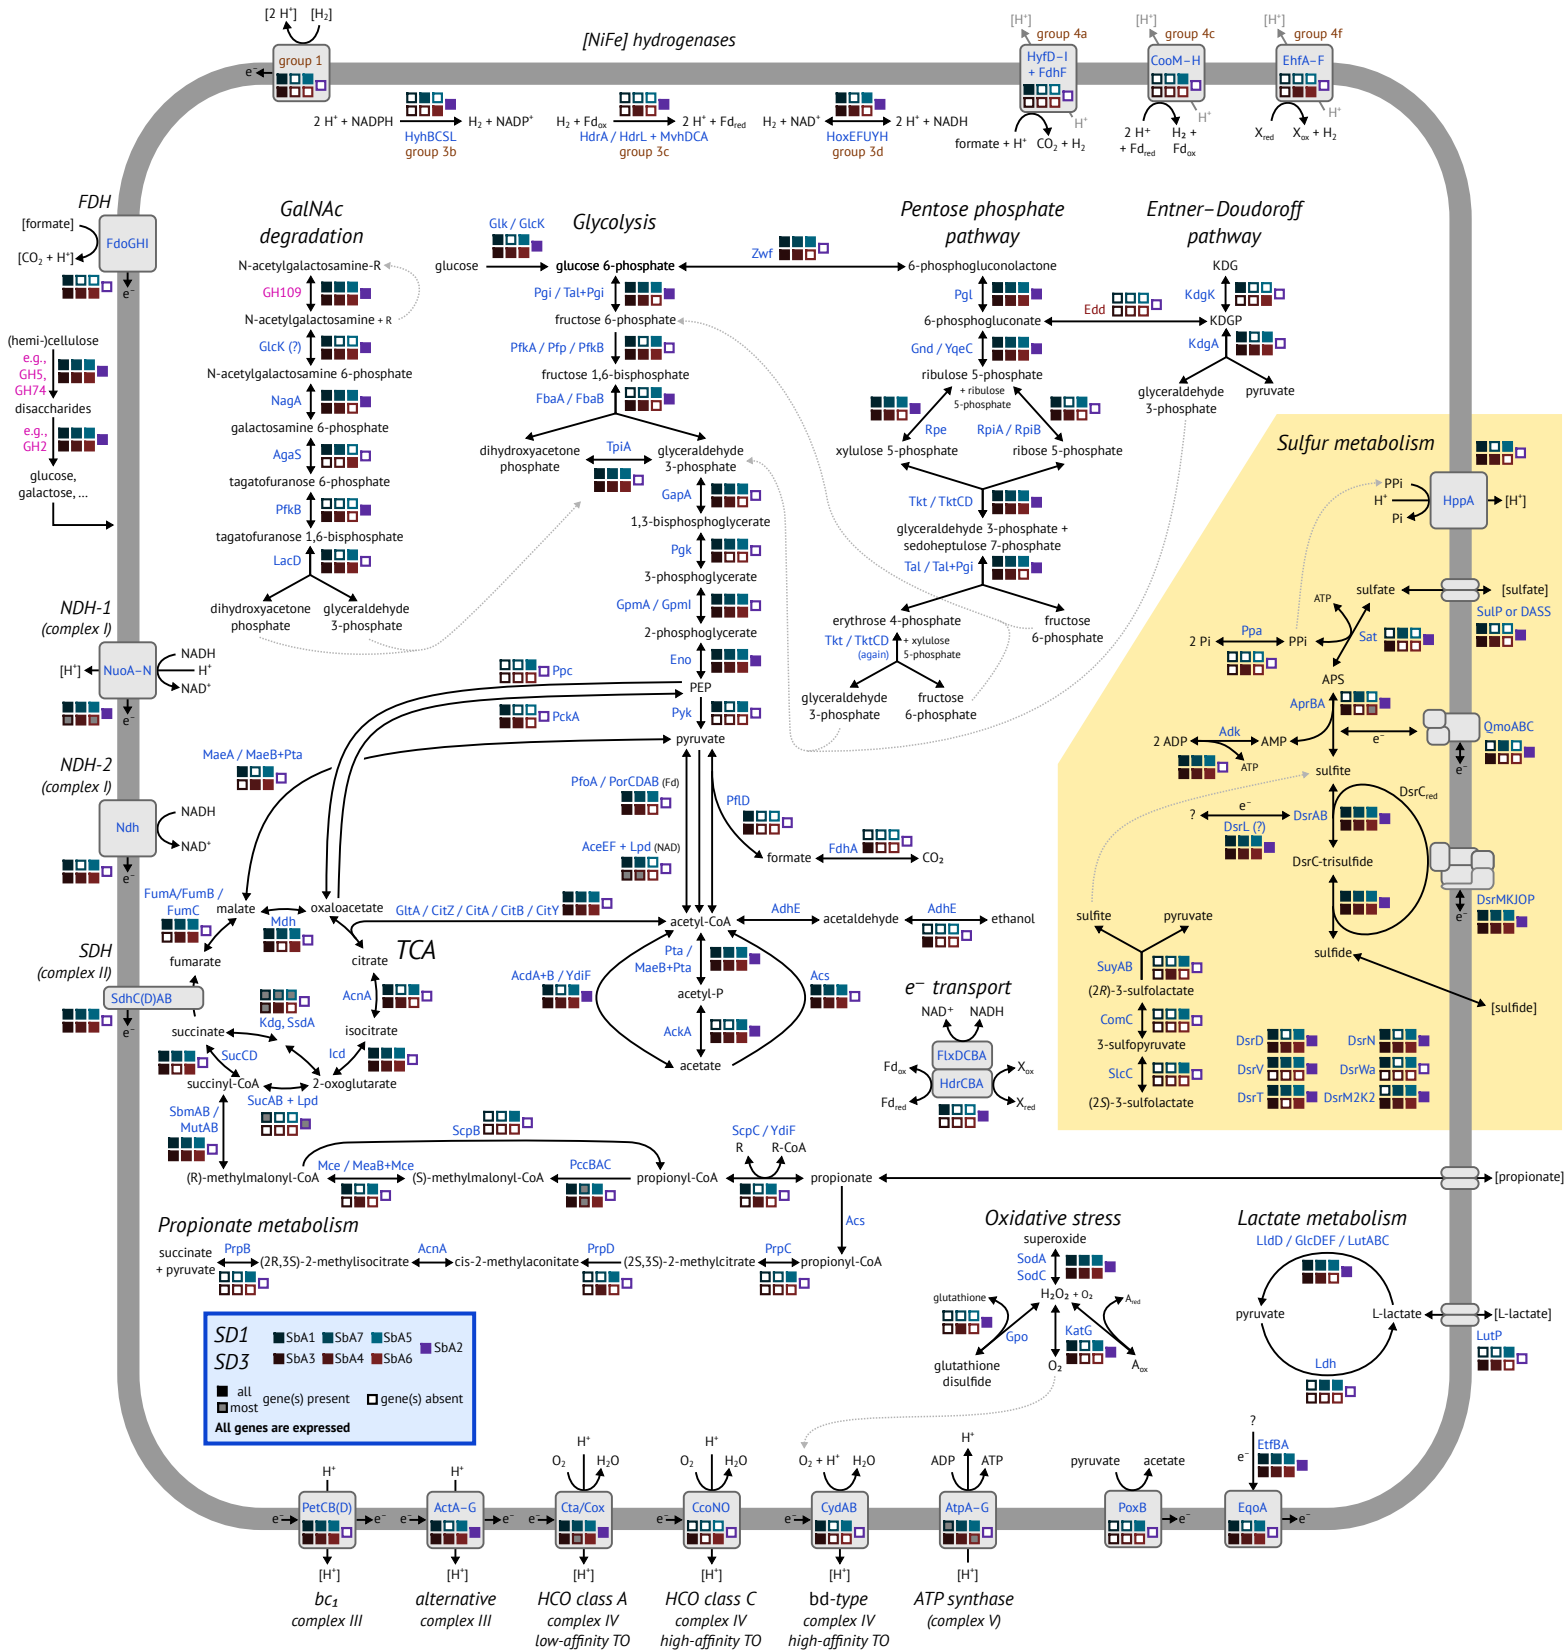 [2 H⁺] [H₂]
[NiFe] hydrogenases
group 1
e⁻
2 H⁺ + NADPH H₂ + NADP⁺
HyhBCSL
group 3b
H₂ + Fdox 2 H⁺ + Fdred
HdrA / HdrL + MvhDCA
group 3c
H₂ + NAD⁺ 2 H⁺ + NADH
HoxEFUYH
group 3d
[H⁺]
group 4a
HyfD–I
+ FdhF
H⁺
formate + H⁺ CO₂ + H₂
[H⁺]
group 4c
CooM–H
H⁺
2 H⁺ H₂ +
+ Fdred Fdox
[H⁺]
group 4f
EhfA–F
H⁺
Xred Xox + H₂
FDH
[formate]
FdoGHI
[CO₂ + H⁺]
e⁻
(hemi-)cellulose
e.g.,
GH5,
GH74
disaccharides
e.g.,
GH2
glucose,
galactose, ...
GalNAc
degradation
N-acetylgalactosamine-R
GH109
N-acetylgalactosamine + R
GlcK (?)
N-acetylgalactosamine 6-phosphate
NagA
galactosamine 6-phosphate
AgaS
tagatofuranose 6-phosphate
PfkB
tagatofuranose 1,6-bisphosphate
LacD
dihydroxyacetone
phosphate
glyceraldehyde
3-phosphate
Glycolysis
Glk / GlcK
glucose
glucose 6-phosphate
Pgi / Tal+Pgi
fructose 6-phosphate
PfkA / Pfp / PfkB
fructose 1,6-bisphosphate
FbaA / FbaB
dihydroxyacetone
phosphate
TpiA
glyceraldehyde
3-phosphate
GapA
1,3-bisphosphoglycerate
Pgk
3-phosphoglycerate
GpmA / GpmI
2-phosphoglycerate
Eno
PEP
Pyk
pyruvate
Ppc
PckA
MaeA / MaeB+Pta
Pentose phosphate
pathway
Zwf
6-phosphogluconolactone
Pgl
6-phosphogluconate
Gnd / YqeC
ribulose 5-phosphate
+ ribulose
5-phosphate
Rpe
RpiA / RpiB
xylulose 5-phosphate
ribose 5-phosphate
Tkt / TktCD
glyceraldehyde 3-phosphate +
sedoheptulose 7-phosphate
Tal / Tal+Pgi
erythrose 4-phosphate
fructose
6-phosphate
Tkt / TktCD
(again)
+ xylulose
5-phosphate
glyceraldehyde
3-phosphate
fructose
6-phosphate
Entner–Doudoroff
pathway
KDG
KdgK
Edd
KDGP
KdgA
glyceraldehyde
3-phosphate
pyruvate
Sulfur metabolism
PPi
H⁺
Pi
HppA
[H⁺]
sulfate
[sulfate]
SulP or DASS
ATP
Ppa
2 Pi
PPi
Sat
APS
AprBA
Adk
2 ADP
AMP
ATP
e⁻
QmoABC
e⁻
sulfite
DsrCred
?
e⁻
DsrAB
DsrL (?)
DsrC-trisulfide
DsrMKJOP
e⁻
sulfide
[sulfide]
sulfite
pyruvate
SuyAB
(2R)-3-sulfolactate
ComC
3-sulfopyruvate
SlcC
(2S)-3-sulfolactate
DsrD
DsrN
DsrV
DsrWa
DsrT
DsrM2K2
NDH-1
(complex I)
NADH
[H⁺]
NuoA–N
H⁺
NAD⁺
e⁻
NDH-2
(complex I)
NADH
Ndh
NAD⁺
e⁻
SDH
(complex II)
SdhC(D)AB
e⁻
FumA/FumB /
FumC
malate
Mdh
oxaloacetate
fumarate
TCA
citrate
AcnA
isocitrate
Icd
succinate
Kdg, SsdA
SucCD
succinyl-CoA
2-oxoglutarate
SucAB + Lpd
SbmAB /
MutAB
GltA / CitZ / CitA / CitB / CitY
PfoA / PorCDAB (Fd)
AceEF + Lpd (NAD)
PflD
formate
FdhA
CO₂
acetyl-CoA
AdhE
acetaldehyde
AdhE
ethanol
Pta /
MaeB+Pta
acetyl-P
AckA
acetate
AcdA+B / YdiF
Acs
e⁻ transport
NAD⁺ NADH
FlxDCBA
Fdox
Xox
HdrCBA
Fdred
Xred
ScpB
(R)-methylmalonyl-CoA
Mce / MeaB+Mce
(S)-methylmalonyl-CoA
PccBAC
propionyl-CoA
ScpC / YdiF
R R-CoA
propionate
[propionate]
Acs
Propionate metabolism
succinate
+ pyruvate
PrpB
(2R,3S)-2-methylisocitrate
AcnA
cis-2-methylaconitate
PrpD
(2S,3S)-2-methylcitrate
PrpC
propionyl-CoA
Oxidative stress
superoxide
SodA
SodC
H₂O₂ + O₂
glutathione
Ared
Gpo
KatG
glutathione
disulfide
O₂
Aox
Lactate metabolism
LldD / GlcDEF / LutABC
pyruvate
L-lactate
[L-lactate]
LutP
Ldh
SD1 SbA1 SbA7 SbA5
SbA2
SD3 SbA3 SbA4 SbA6
all
most
gene(s) present
gene(s) absent
All genes are expressed
H⁺
PetCB(D)
e⁻ e⁻
[H⁺]
bc₁
complex III
H⁺
ActA–G
e⁻ e⁻
[H⁺]
alternative
complex III
H⁺
O₂ H₂O
Cta/Cox
e⁻
[H⁺]
HCO class A
complex IV
low-affinity TO
H⁺
O₂ H₂O
CcoNO
e⁻
[H⁺]
HCO class C
complex IV
high-affinity TO
O₂ + H⁺ H₂O
CydAB
e⁻
[H⁺]
bd-type
complex IV
high-affinity TO
H⁺
ADP ATP
AtpA–G
[H⁺]
ATP synthase
(complex V)
pyruvate acetate
PoxB
e⁻
?
e⁻
EtfBA
EqoA
e⁻